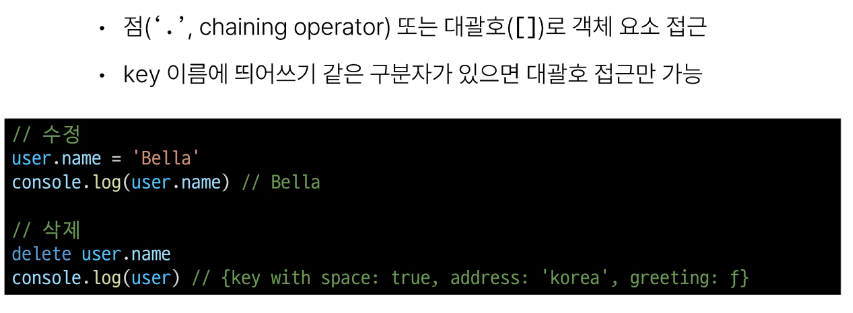 • 점(‘.’, chaining operator) 또는 대괄호([])로 객체 요소 접근
• key 이름에 띄어쓰기 같은 구분자가 있으면 대괄호 접근만 가능
// 수정
user.name = 'Bella'
console.log(user.name) // Bella
// 삭제
delete user.name
console.log(user) // {key with space: true, address: 'korea', greeting: ƒ}